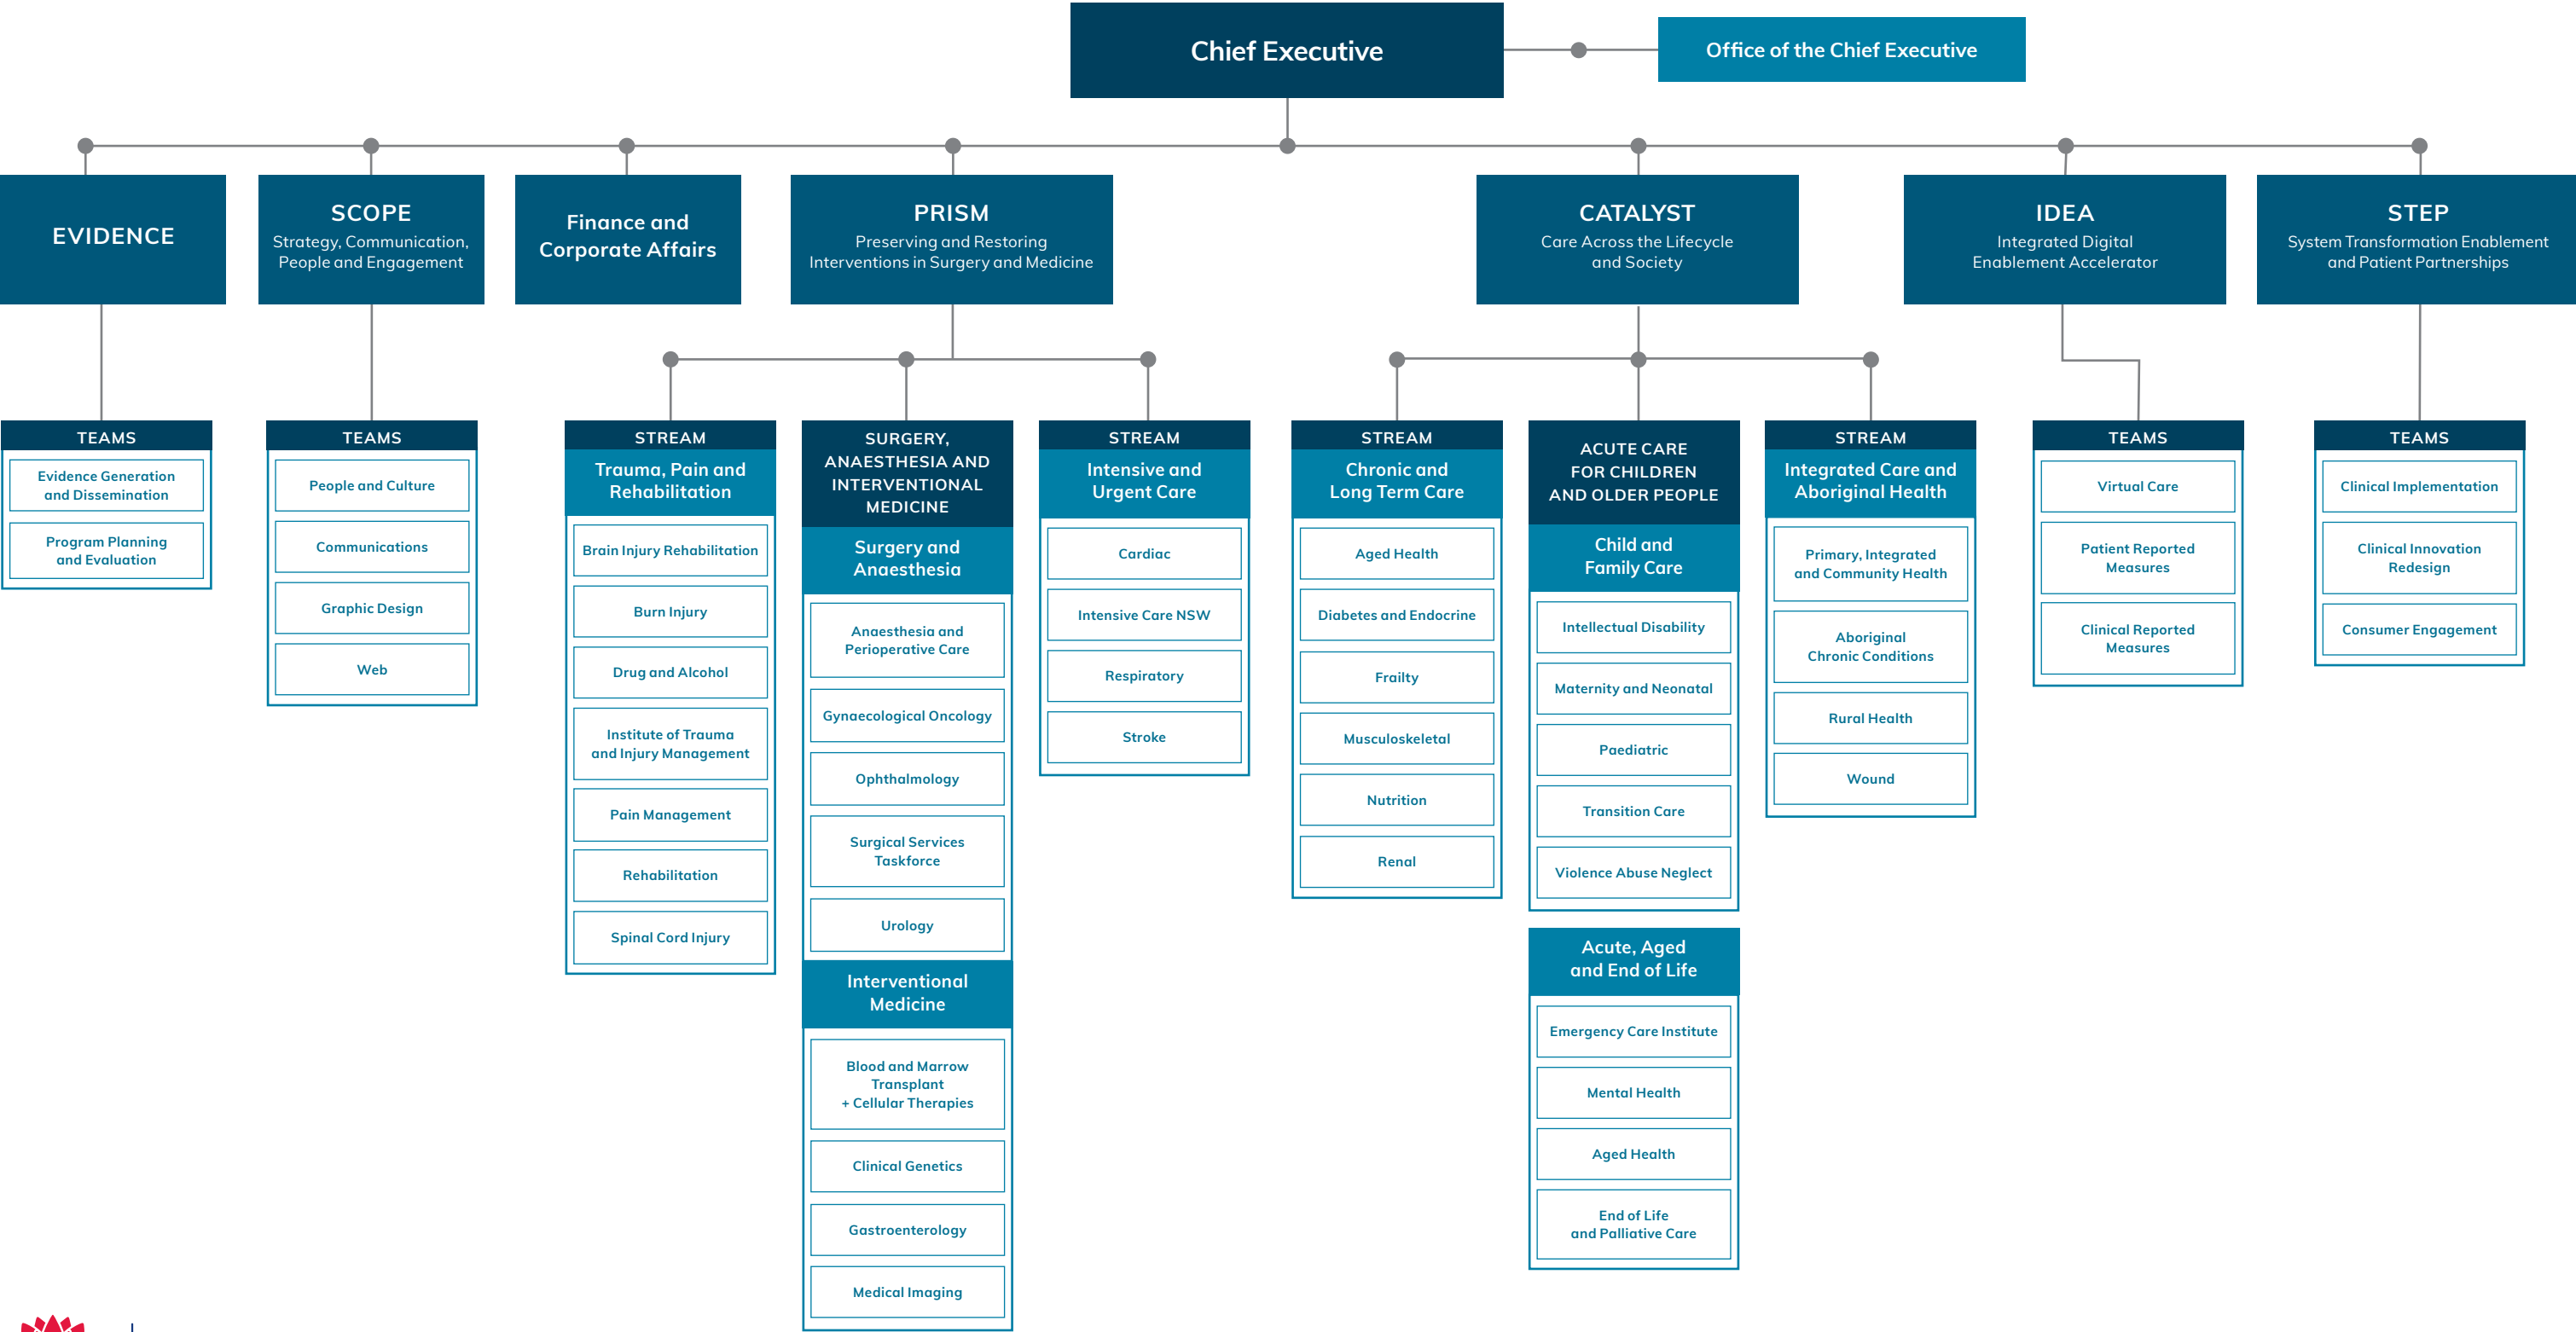 Chief Executive
Office of the Chief Executive
EVIDENCE
SCOPE
Strategy, Communication,
People and Engagement
Finance and
Corporate Affairs
PRISM
Preserving and Restoring
Interventions in Surgery and Medicine
CATALYST
Care Across the Lifecycle
and Society
IDEA
Integrated Digital
Enablement Accelerator
STEP
System Transformation Enablement
and Patient Partnerships
TEAMS
Evidence Generation
and Dissemination
Program Planning
and Evaluation
TEAMS
People and Culture
Communications
Graphic Design
Web
STREAM
Trauma, Pain and
Rehabilitation
Brain Injury Rehabilitation
Burn Injury
Drug and Alcohol
Institute of Trauma
and Injury Management
Pain Management
Rehabilitation
Spinal Cord Injury
SURGERY,
ANAESTHESIA AND
INTERVENTIONAL
MEDICINE
Surgery and
Anaesthesia
Anaesthesia and
Perioperative Care
Gynaecological Oncology
Ophthalmology
Surgical Services
Taskforce
Urology
Interventional
Medicine
Blood and Marrow
Transplant
+ Cellular Therapies
Clinical Genetics
Gastroenterology
Medical Imaging
STREAM
Intensive and
Urgent Care
Cardiac
Intensive Care NSW
Respiratory
Stroke
STREAM
Chronic and
Long Term Care
Aged Health
Diabetes and Endocrine
Frailty
Musculoskeletal
Nutrition
Renal
ACUTE CARE
FOR CHILDREN
AND OLDER PEOPLE
Child and
Family Care
Intellectual Disability
Maternity and Neonatal
Paediatric
Transition Care
Violence Abuse Neglect
Acute, Aged
and End of Life
Emergency Care Institute
Mental Health
Aged Health
End of Life
and Palliative Care
STREAM
Integrated Care and
Aboriginal Health
Primary, Integrated
and Community Health
Aboriginal
Chronic Conditions
Rural Health
Wound
TEAMS
Virtual Care
Patient Reported
Measures
Clinical Reported
Measures
TEAMS
Clinical Implementation
Clinical Innovation
Redesign
Consumer Engagement